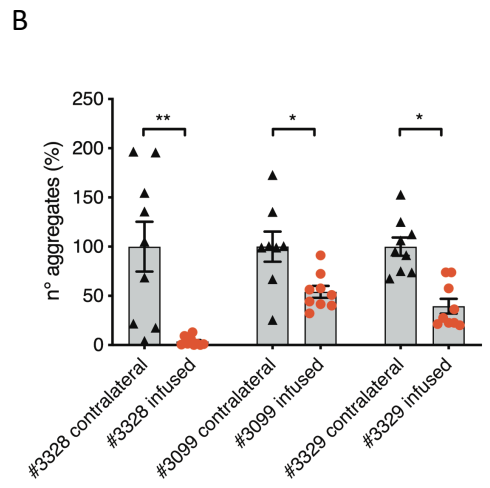 B
n° aggregates (%)
250
200
150
100
50
0
**
*
*
#3328 contralateral
#3328 infused
#3099 contralateral
#3099 infused
#3329 contralateral
#3329 infused